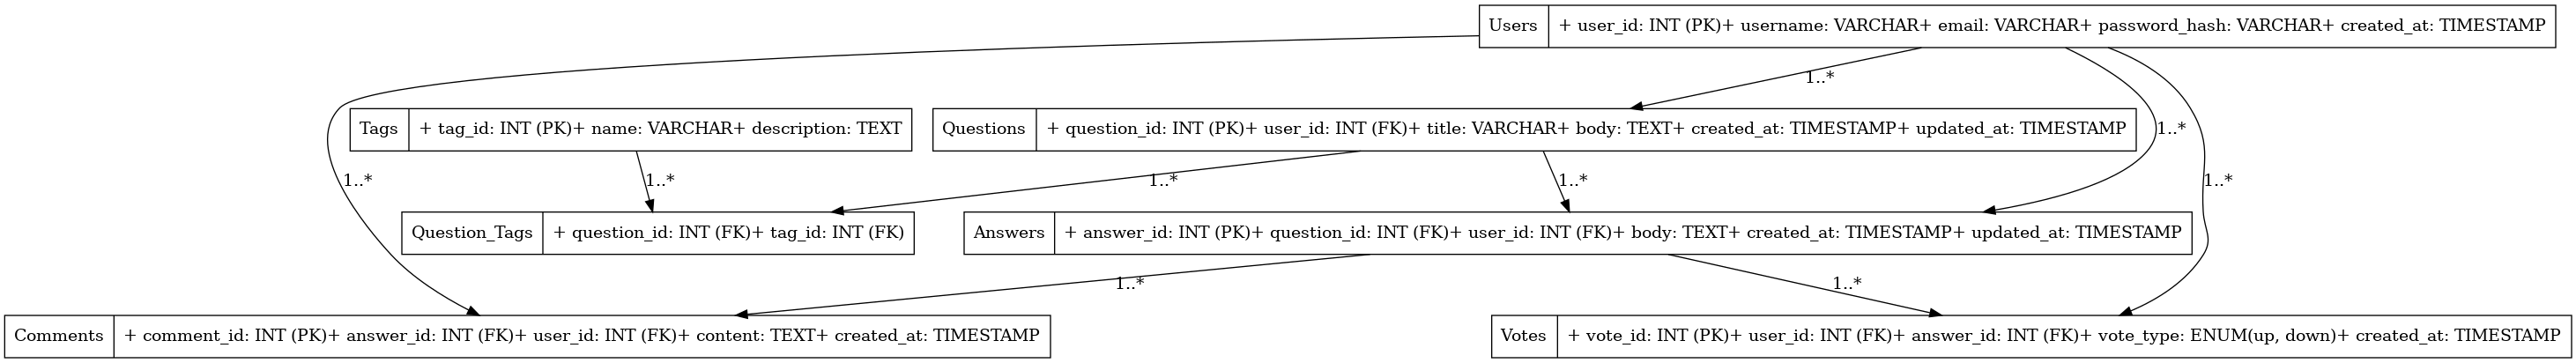 Users + user_id: INT (PK)+ username: VARCHAR+ email: VARCHAR+ password_hash: VARCHAR+ created_at: TIMESTAMP
1..*
Tags + tag_id: INT (PK)+ name: VARCHAR+ description: TEXT
Questions + question_id: INT (PK)+ user_id: INT (FK)+ title: VARCHAR+ body: TEXT+ created_at: TIMESTAMP+ updated_at: TIMESTAMP
1..*
1..*
1..*
1..*
1..*
1..*
Question_Tags + question_id: INT (FK)+ tag_id: INT (FK)
Answers + answer_id: INT (PK)+ question_id: INT (FK)+ user_id: INT (FK)+ body: TEXT+ created_at: TIMESTAMP+ updated_at: TIMESTAMP
1..*
1..*
Comments + comment_id: INT (PK)+ answer_id: INT (FK)+ user_id: INT (FK)+ content: TEXT+ created_at: TIMESTAMP
Votes + vote_id: INT (PK)+ user_id: INT (FK)+ answer_id: INT (FK)+ vote_type: ENUM(up, down)+ created_at: TIMESTAMP